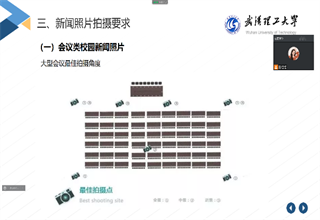 三、新闻照片拍摄要求
武汉理工大学
Wuhan University of Technology
（一）会议类校园新闻照片
大型会议最佳拍摄角度
最佳拍摄点
Best shooting site